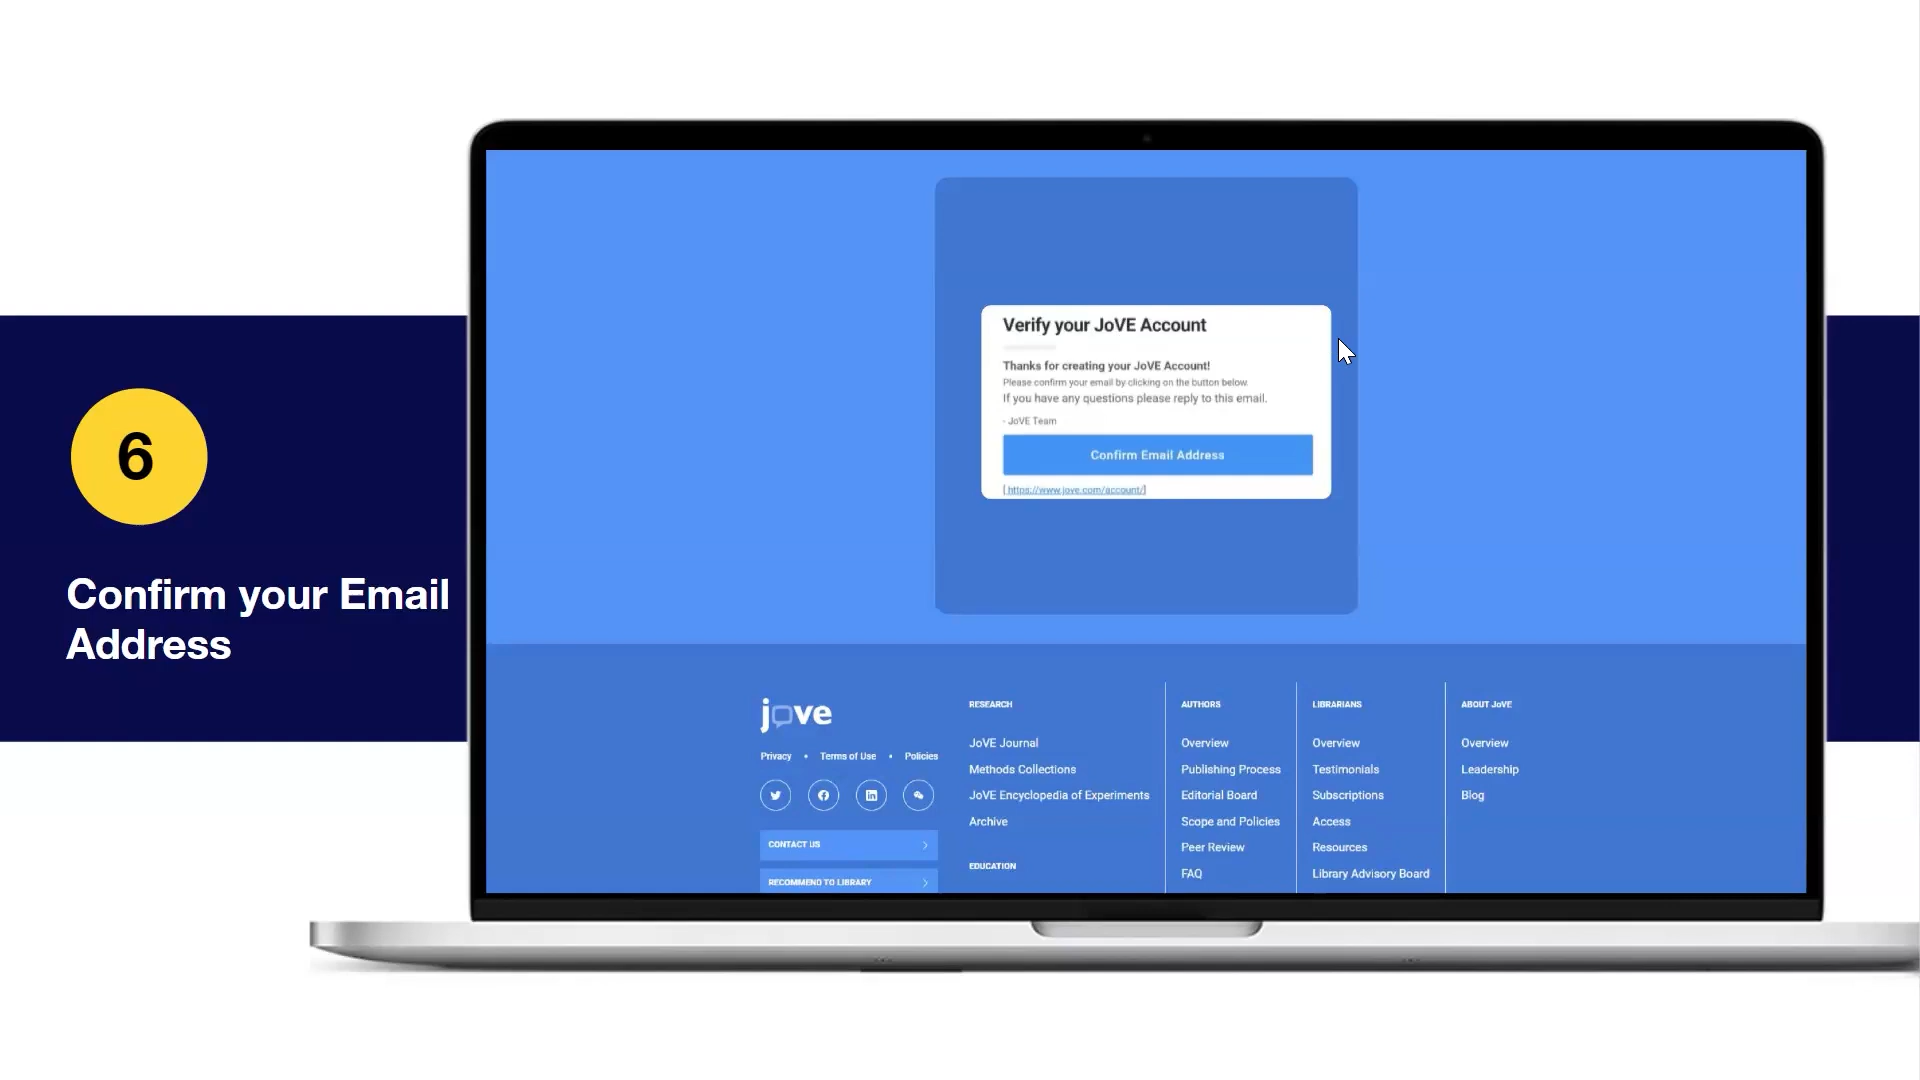 6
Confirm your Email
Address
Verify your JoVE Account
Thanks for creating your JoVE Account!
Please confirm your email by clicking on the button below.
If you have any questions please reply to this email.
- JoVE Team
Confirm Email Address
[ https://www.jove.com/account/]
jove
Privacy • Terms of Use • Policies
CONTACT US
RECOMMEND TO LIBRARY
RESEARCH
JoVE Journal
Methods Collections
JoVE Encyclopedia of Experiments
Archive
EDUCATION
AUTHORS
Overview
Publishing Process
Editorial Board
Scope and Policies
Peer Review
FAQ
LIBRARIANS
Overview
Testimonials
Subscriptions
Access
Resources
Library Advisory Board
ABOUT JoVE
Overview
Leadership
Blog